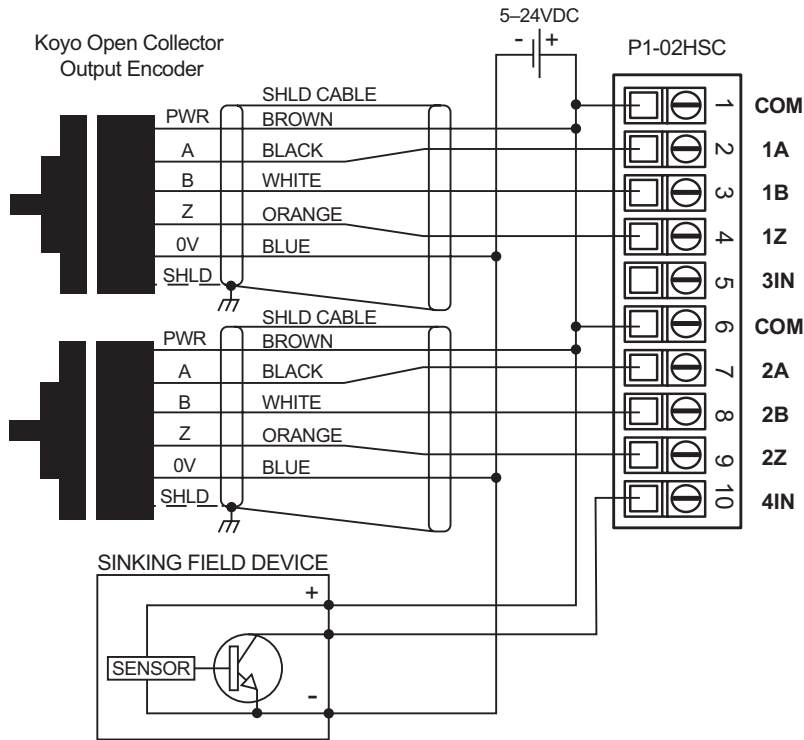 5–24VDC
- +
Koyo Open Collector
Output Encoder
P1-02HSC
SHLD CABLE
PWR BROWN
A BLACK
B WHITE
Z ORANGE
0V BLUE
SHLD
SHLD CABLE
PWR BROWN
A BLACK
B WHITE
Z ORANGE
0V BLUE
SHLD
1 COM
2 1A
3 1B
4 1Z
5 3IN
6 COM
7 2A
8 2B
9 2Z
10 4IN
SINKING FIELD DEVICE
+
SENSOR
-